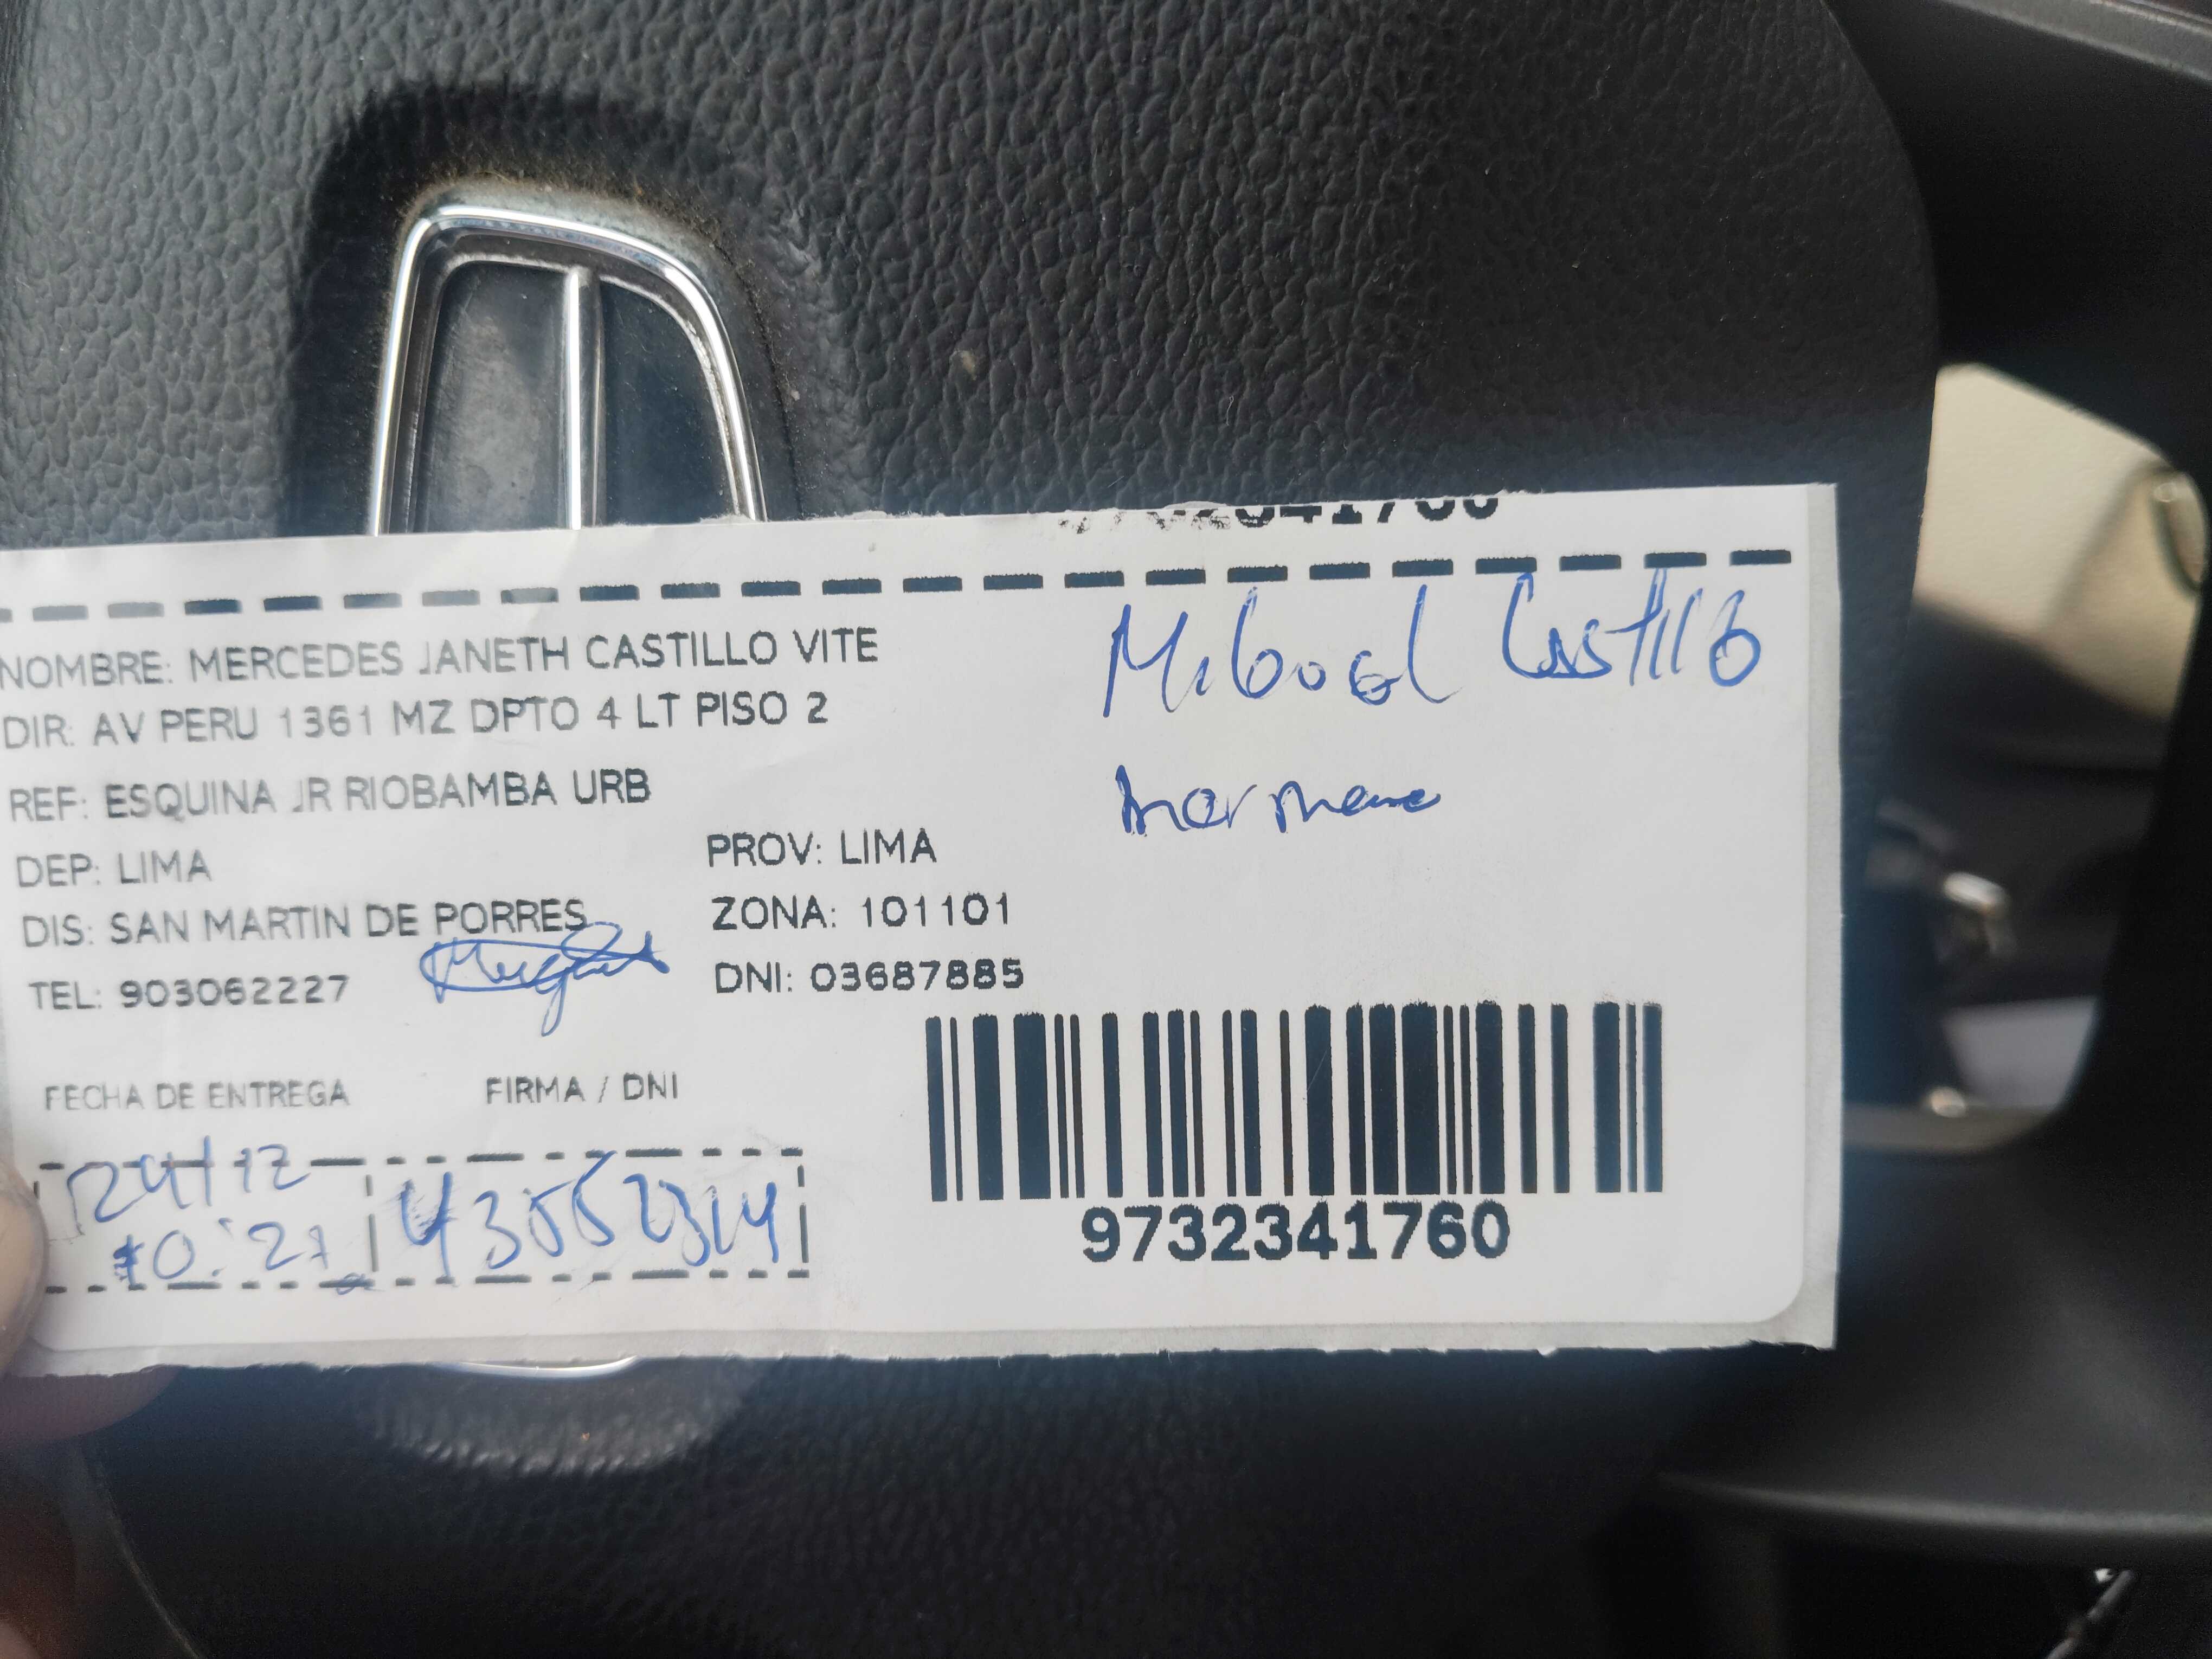 NOMBRE: MERCEDES JANETH CASTILLO VITE
DIR: AV PERU 1361 MZ DPTO 4 LT PISO 2
REF: ESQUINA JR RIOBAMBA URB
DEP: LIMA
PROV: LIMA
DIS: SAN MARTIN DE PORRES
ZONA: 101101
TEL: 903062227
DNI: 03687885
FECHA DE ENTREGA
FIRMA / DNI
24/12
10:27
9732341760
Castillo